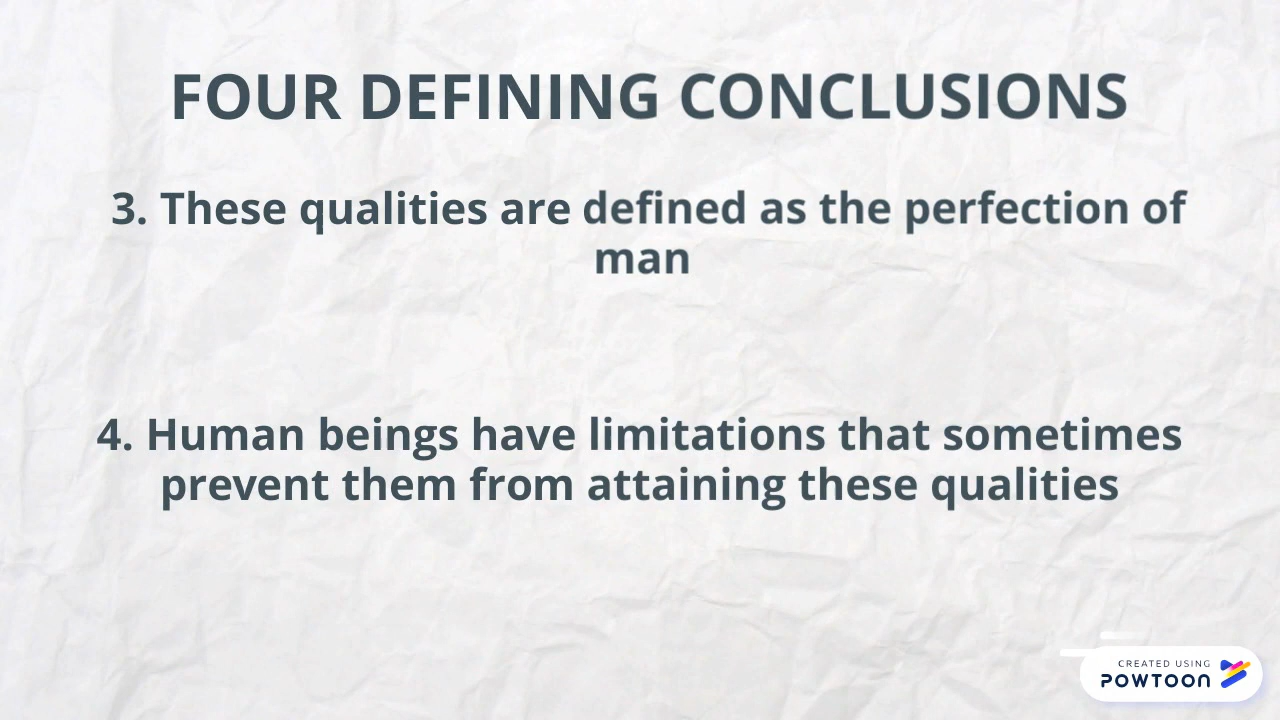 FOUR DEFINING CONCLUSIONS
3. These qualities are defined as the perfection of
man
4. Human beings have limitations that sometimes
prevent them from attaining these qualities
CREATED USING
POWTOON